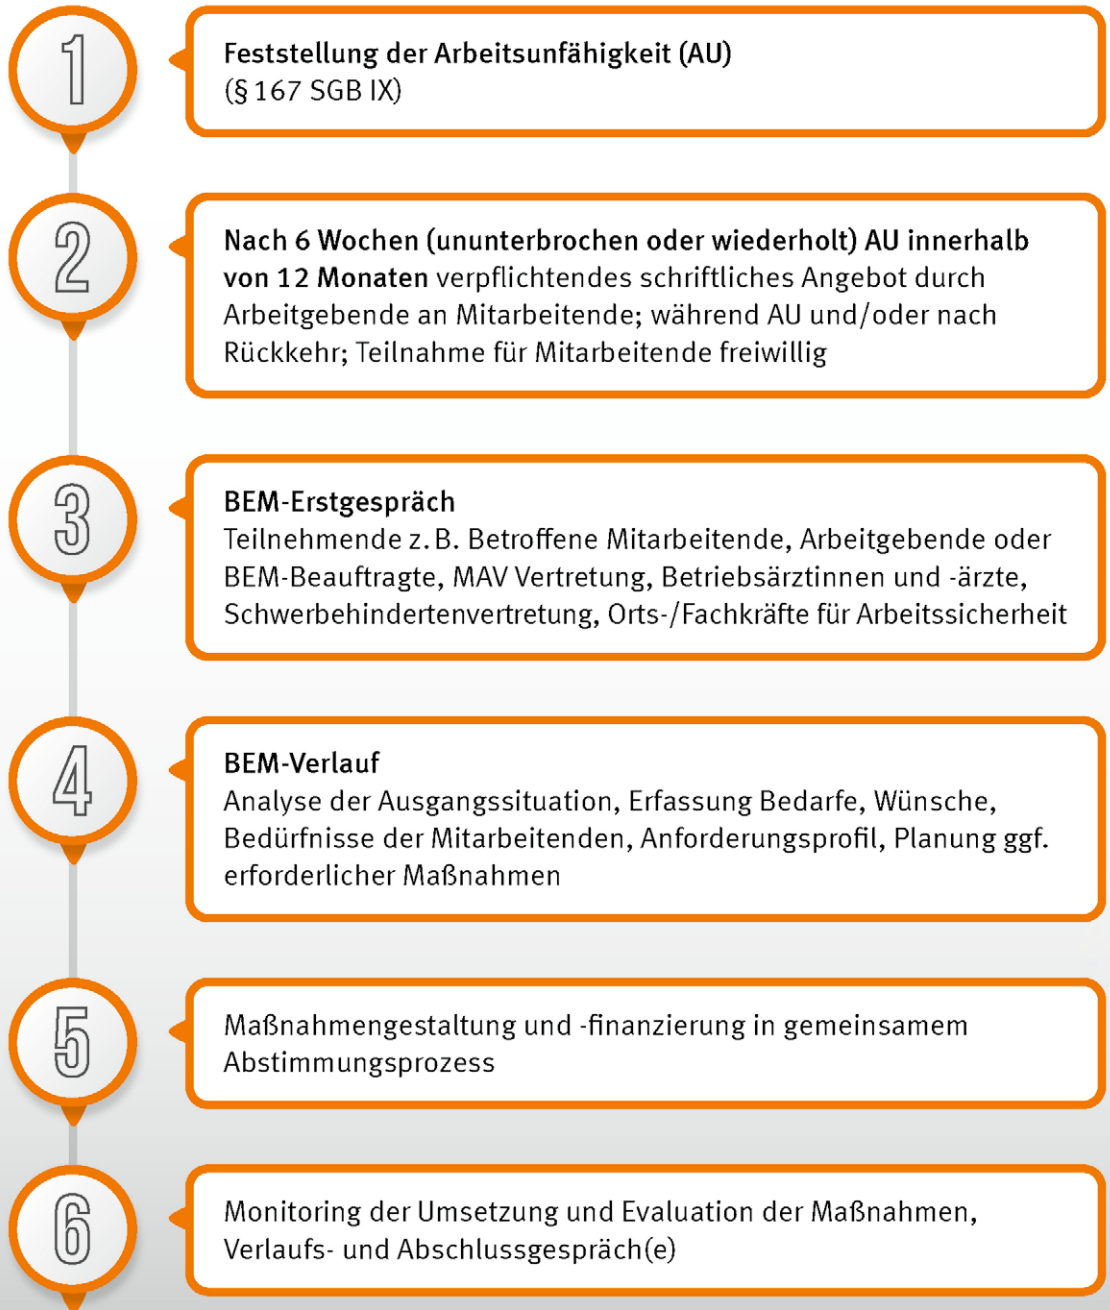 1
Feststellung der Arbeitsunfähigkeit (AU)
(§ 167 SGB IX)
2
Nach 6 Wochen (ununterbrochen oder wiederholt) AU innerhalb
von 12 Monaten verpflichtendes schriftliches Angebot durch
Arbeitgebende an Mitarbeitende; während AU und/oder nach
Rückkehr; Teilnahme für Mitarbeitende freiwillig
3
BEM-Erstgespräch
Teilnehmende z. B. Betroffene Mitarbeitende, Arbeitgebende oder
BEM-Beauftragte, MAV Vertretung, Betriebsärztinnen und -ärzte,
Schwerbehindertenvertretung, Orts-/Fachkräfte für Arbeitssicherheit
4
BEM-Verlauf
Analyse der Ausgangssituation, Erfassung Bedarfe, Wünsche,
Bedürfnisse der Mitarbeitenden, Anforderungsprofil, Planung ggf.
erforderlicher Maßnahmen
5
Maßnahmengestaltung und -finanzierung in gemeinsamem
Abstimmungsprozess
6
Monitoring der Umsetzung und Evaluation der Maßnahmen,
Verlaufs- und Abschlussgespräch(e)